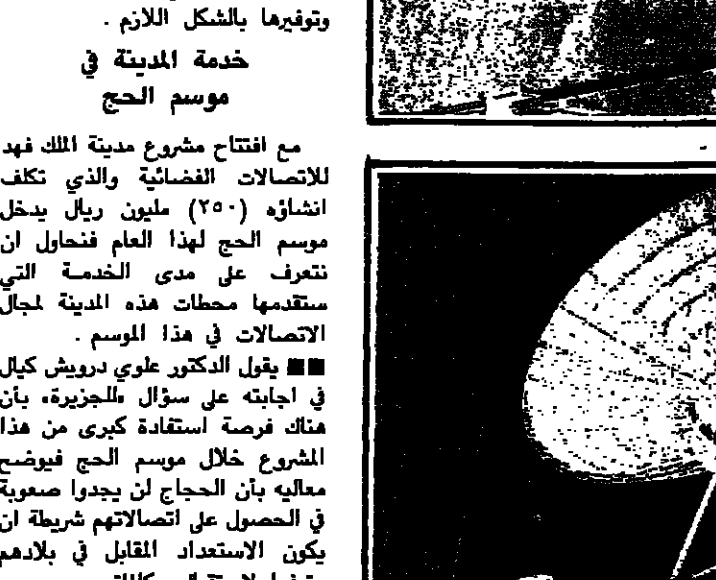 وتوفيرها بالشكل اللازم .
خدمة المدينة في
موسم الحج
مع افتتاح مشروع مدينة الملك فهد
للاتصالات الفضائية والذي تكلف
انشاؤه (٢٥٠) مليون ريال يدخل
موسم الحج لهذا العام فنحاول ان
نتعرف على مدى الخدمة التي
ستقدمها محطات هذه المدينة لمجال
الاتصالات في هذا الموسم .
■■ يقول الدكتور علوي درويش كيال
في اجابته على سؤال «للجزيرة» بأن
هناك فرصة استفادة كبرى من هذا
المشروع خلال موسم الحج فيوضح
معاليه بأن الحجاج لن يجدوا صعوبة
في الحصول على اتصالاتهم شريطة ان
يكون الاستعداد المقابل في بلادهم